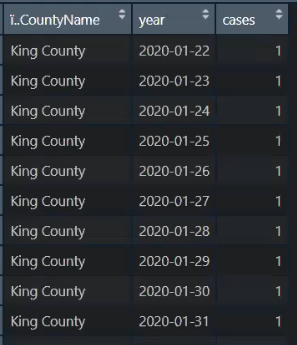 ï..CountyName year cases
King County 2020-01-22 1
King County 2020-01-23 1
King County 2020-01-24 1
King County 2020-01-25 1
King County 2020-01-26 1
King County 2020-01-27 1
King County 2020-01-28 1
King County 2020-01-29 1
King County 2020-01-30 1
King County 2020-01-31 1